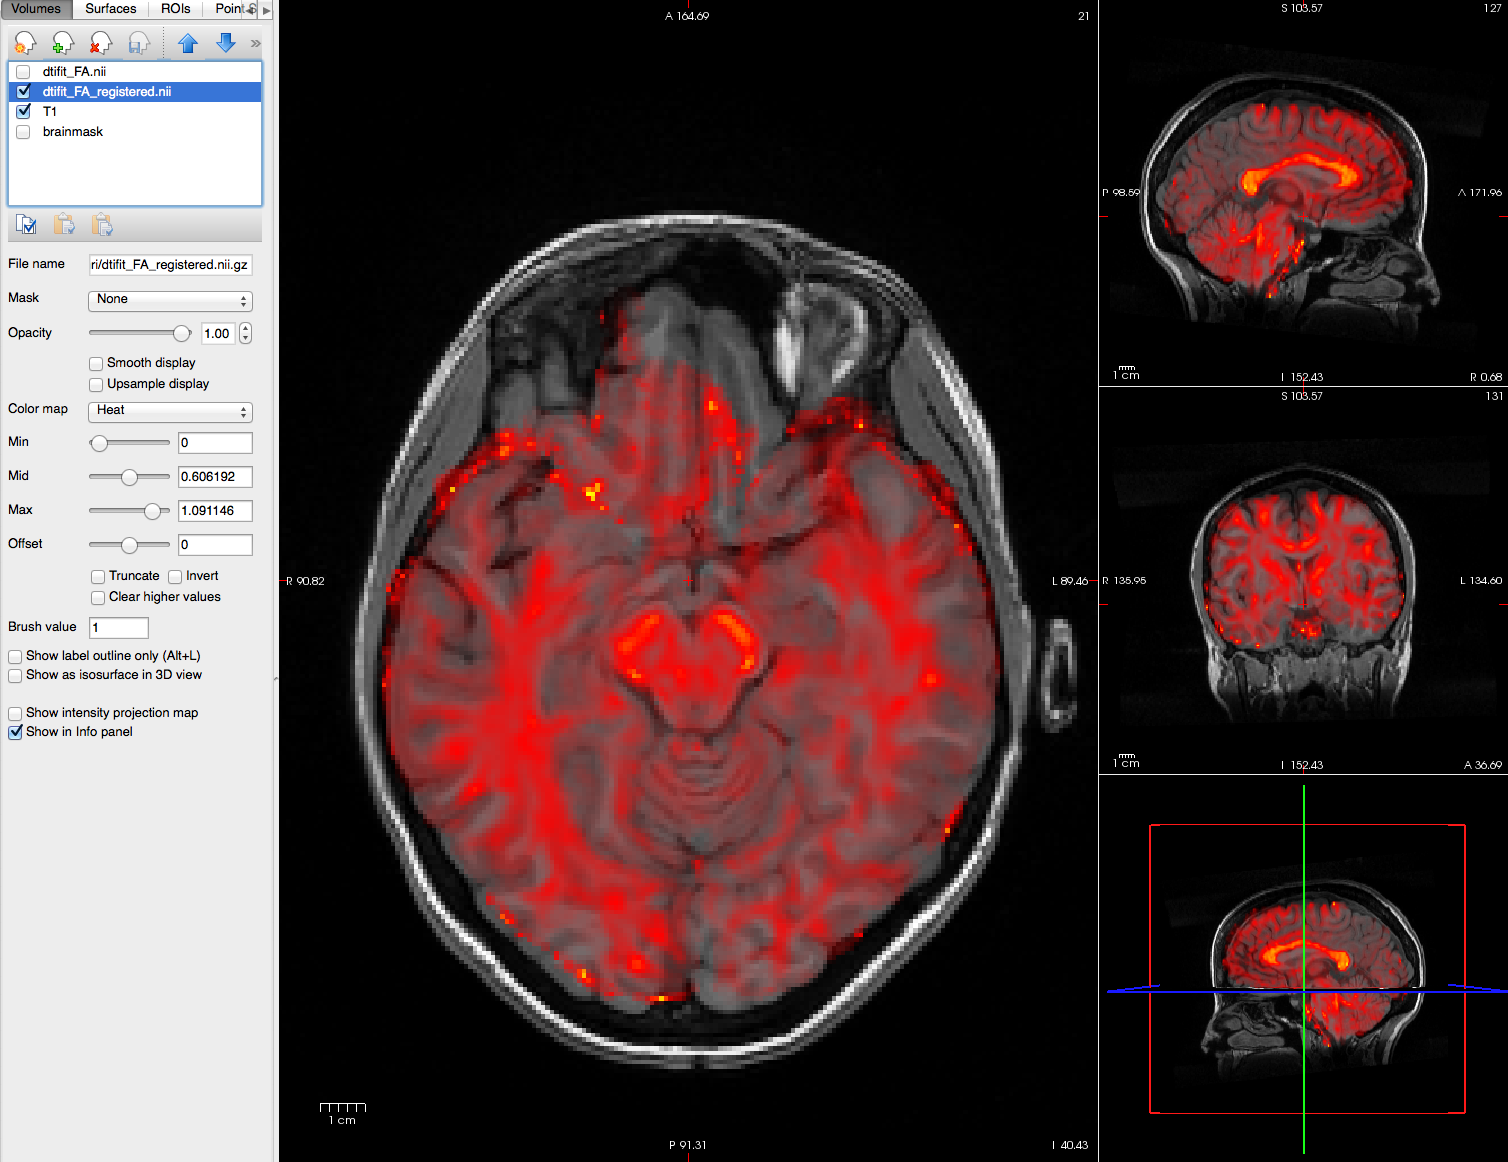 Volumes Surfaces ROIs Point S
dtifit_FA.nii
dtifit_FA_registered.nii
T1
brainmask
File name ri/dtifit_FA_registered.nii.gz
Mask None
Opacity 1.00
Smooth display
Upsample display
Color map Heat
Min 0
Mid 0.606192
Max 1.091146
Offset 0
Truncate Invert
Clear higher values
Brush value 1
Show label outline only (Alt+L)
Show as isosurface in 3D view
Show intensity projection map
Show in Info panel
A 164.69
21
R 90.82
L 89.46
1 cm
P 91.31
I 40.43
S 103.57
127
P 98.59
A 171.96
1 cm
I 152.43
R 0.68
S 103.57
131
R 135.95
L 134.60
1 cm
I 152.43
A 36.69